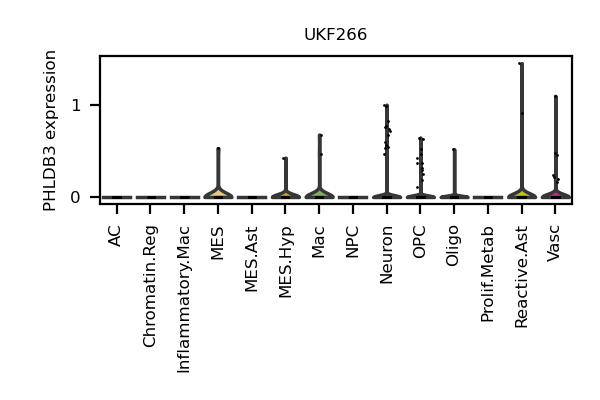 UKF266
PHLDB3 expression
1
0
AC
Chromatin.Reg
Inflammatory.Mac
MES
MES.Ast
MES.Hyp
Mac
NPC
Neuron
OPC
Oligo
Prolif.Metab
Reactive.Ast
Vasc